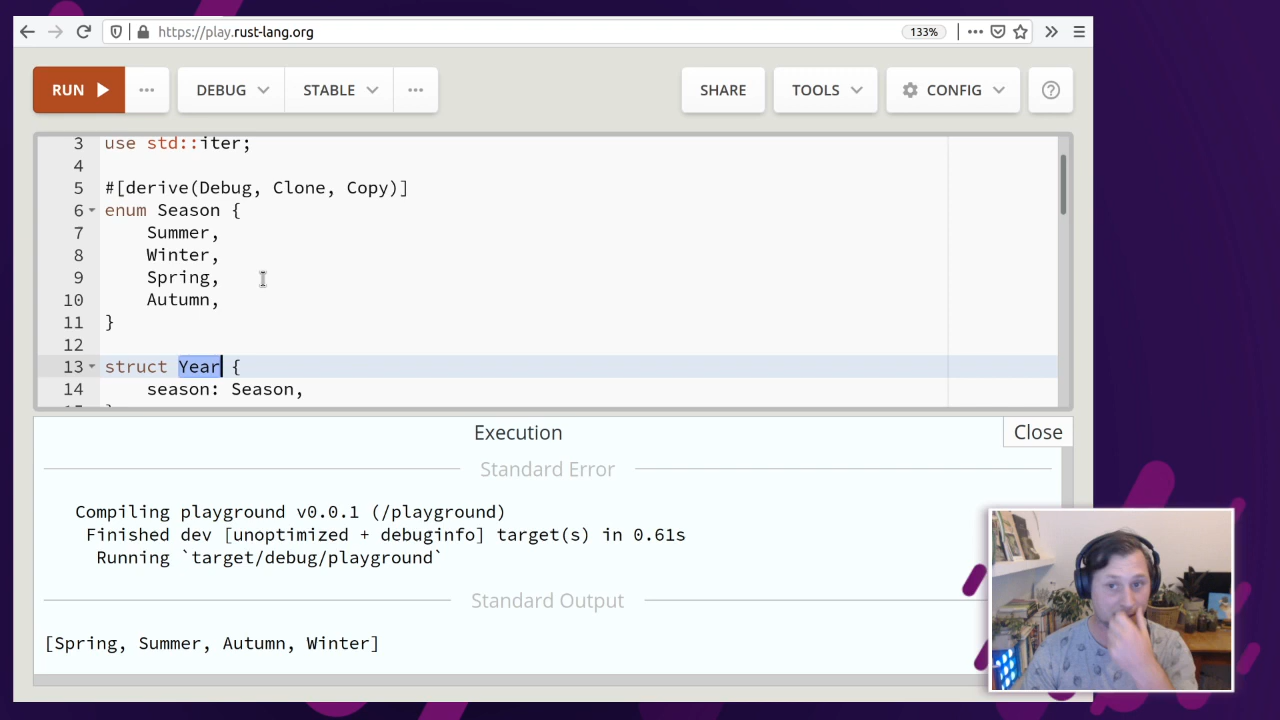 https://play.rust-lang.org 133%
RUN DEBUG STABLE SHARE TOOLS CONFIG
3 use std::iter;
4
5 #[derive(Debug, Clone, Copy)]
6 enum Season {
7 Summer,
8 Winter,
9 Spring,
10 Autumn,
11 }
12
13 struct Year {
14 season: Season,
Execution Close
Standard Error
Compiling playground v0.0.1 (/playground)
Finished dev [unoptimized + debuginfo] target(s) in 0.61s
Running `target/debug/playground`
Standard Output
[Spring, Summer, Autumn, Winter]